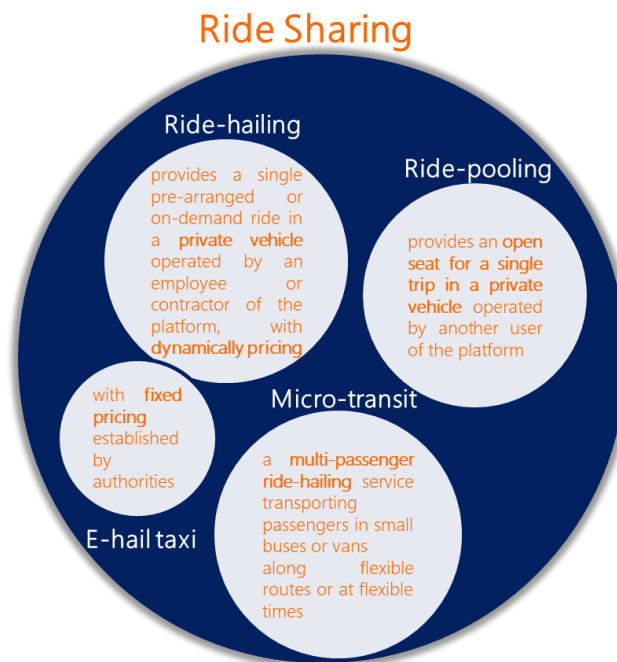 Ride Sharing
Ride-hailing
provides a single
pre-arranged or
on-demand ride in
a private vehicle
operated by an
employee or
contractor of the
platform, with
dynamically pricing
Ride-pooling
provides an open
seat for a single
trip in a private
vehicle operated
by another user
of the platform
with fixed
pricing
established
by
authorities
E-hail taxi
Micro-transit
a multi-passenger
ride-hailing service
transporting
passengers in small
buses or vans
along flexible
routes or at flexible
times